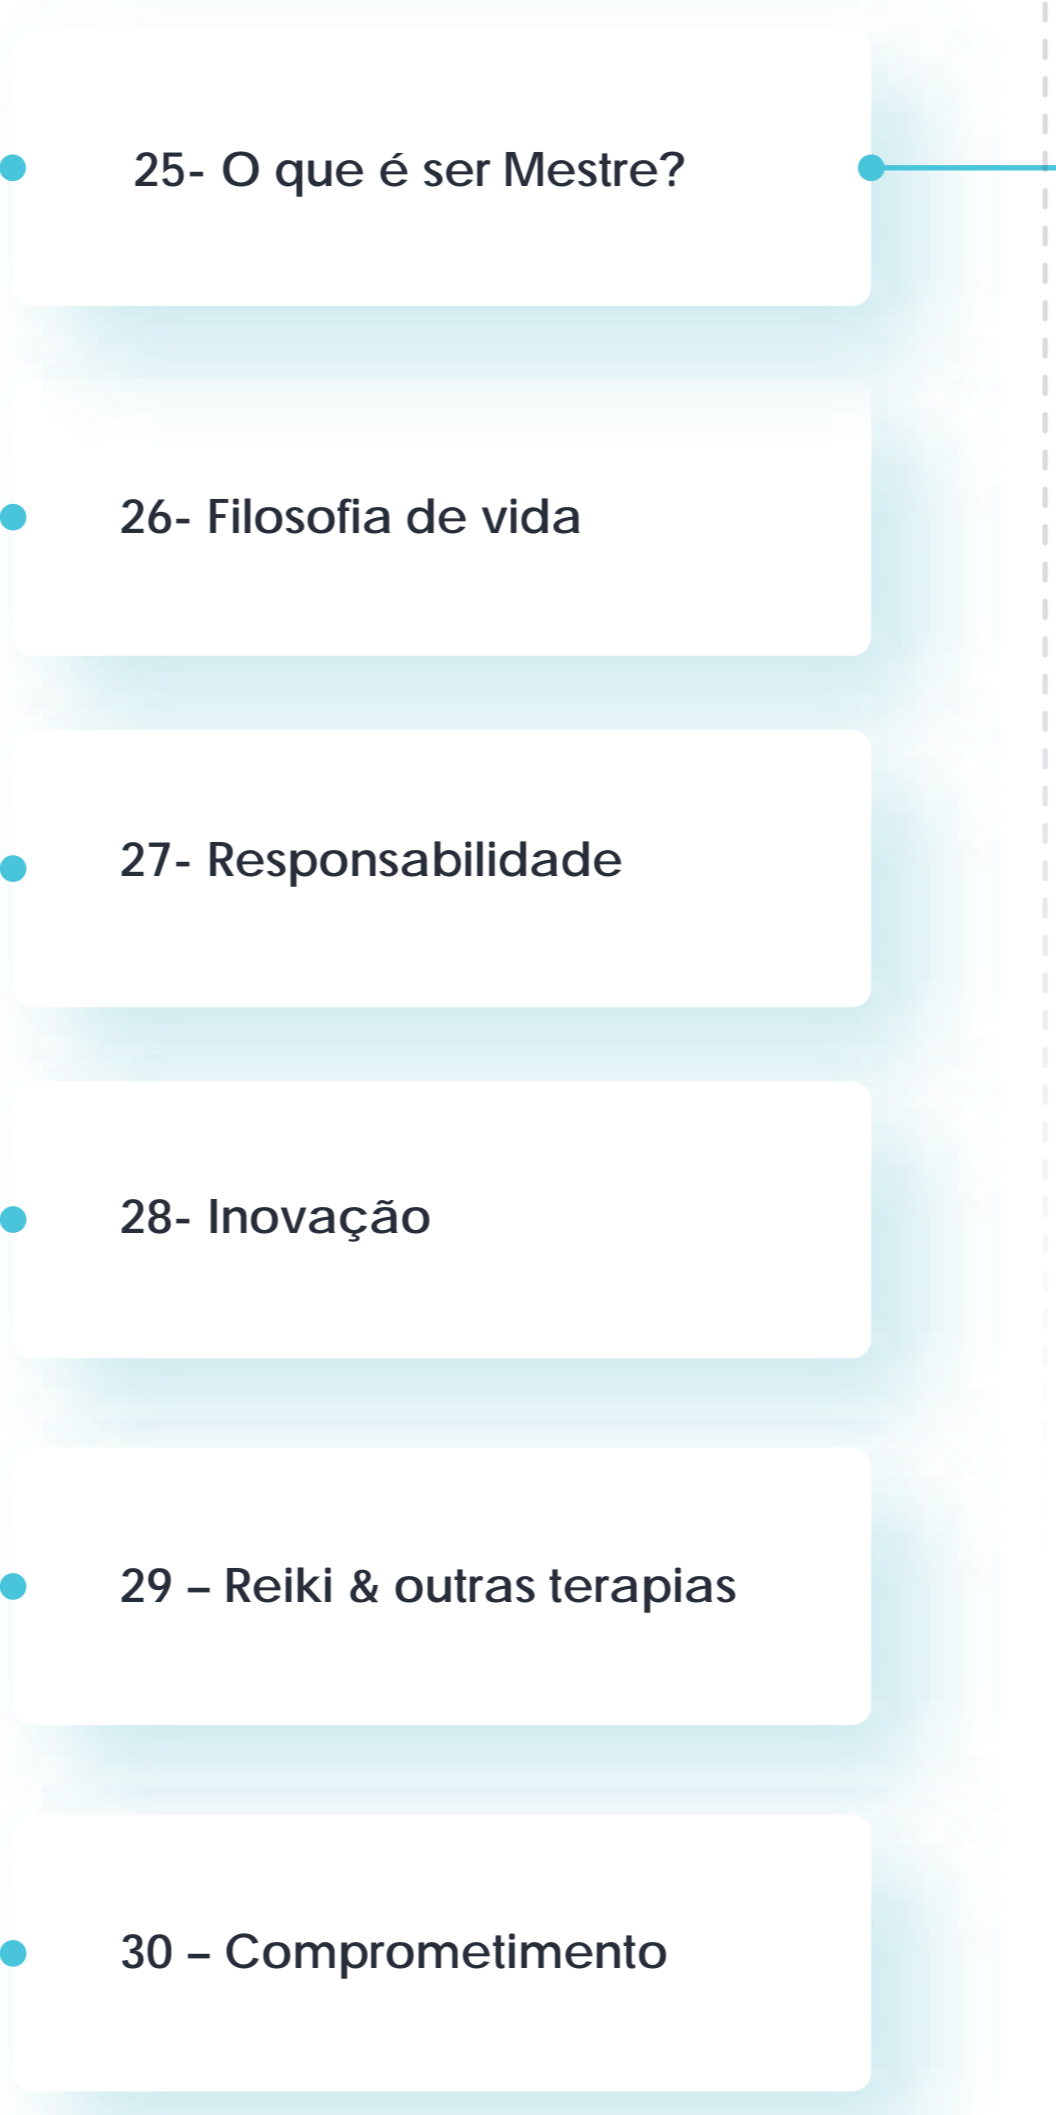 25- O que é ser Mestre?
26- Filosofia de vida
27- Responsabilidade
28- Inovação
29 – Reiki & outras terapias
30 – Comprometimento